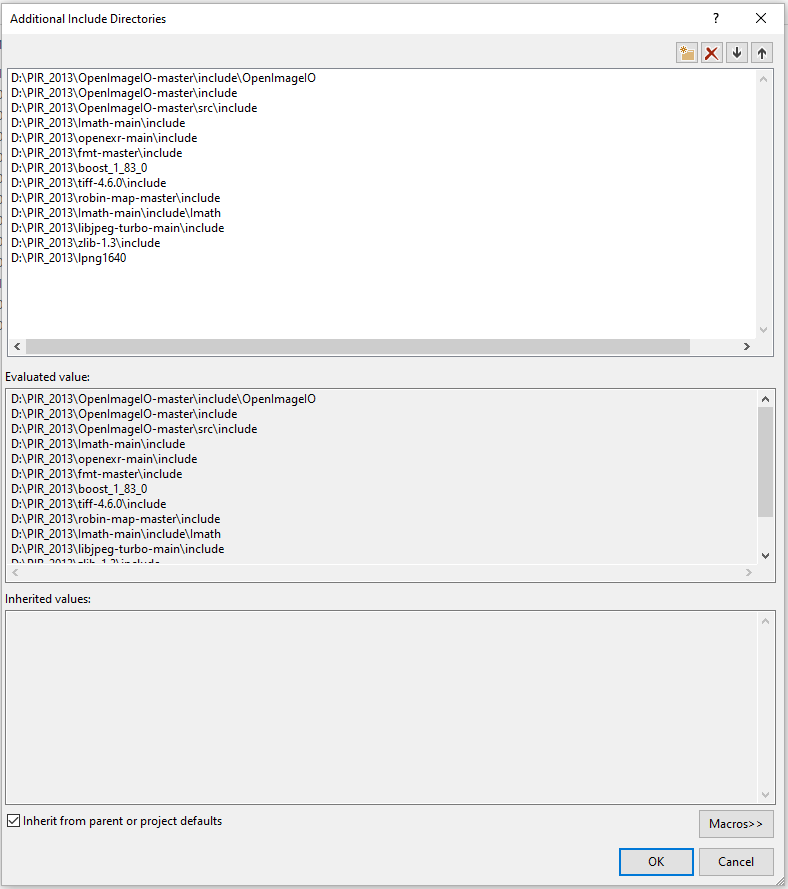 Additional Include Directories
?
D:\PIR_2013\OpenImageIO-master\include\OpenImageIO
D:\PIR_2013\OpenImageIO-master\include
D:\PIR_2013\OpenImageIO-master\src\include
D:\PIR_2013\Imath-main\include
D:\PIR_2013\openexr-main\include
D:\PIR_2013\fmt-master\include
D:\PIR_2013\boost_1_83_0
D:\PIR_2013\tiff-4.6.0\include
D:\PIR_2013\robin-map-master\include
D:\PIR_2013\Imath-main\include\Imath
D:\PIR_2013\libjpeg-turbo-main\include
D:\PIR_2013\zlib-1.3\include
D:\PIR_2013\lpng1640
Evaluated value:
D:\PIR_2013\OpenImageIO-master\include\OpenImageIO
D:\PIR_2013\OpenImageIO-master\include
D:\PIR_2013\OpenImageIO-master\src\include
D:\PIR_2013\Imath-main\include
D:\PIR_2013\openexr-main\include
D:\PIR_2013\fmt-master\include
D:\PIR_2013\boost_1_83_0
D:\PIR_2013\tiff-4.6.0\include
D:\PIR_2013\robin-map-master\include
D:\PIR_2013\Imath-main\include\Imath
D:\PIR_2013\libjpeg-turbo-main\include
D:\PIR_2013\zlib-1.3\include
Inherited values:
Inherit from parent or project defaults
Macros>>
OK
Cancel